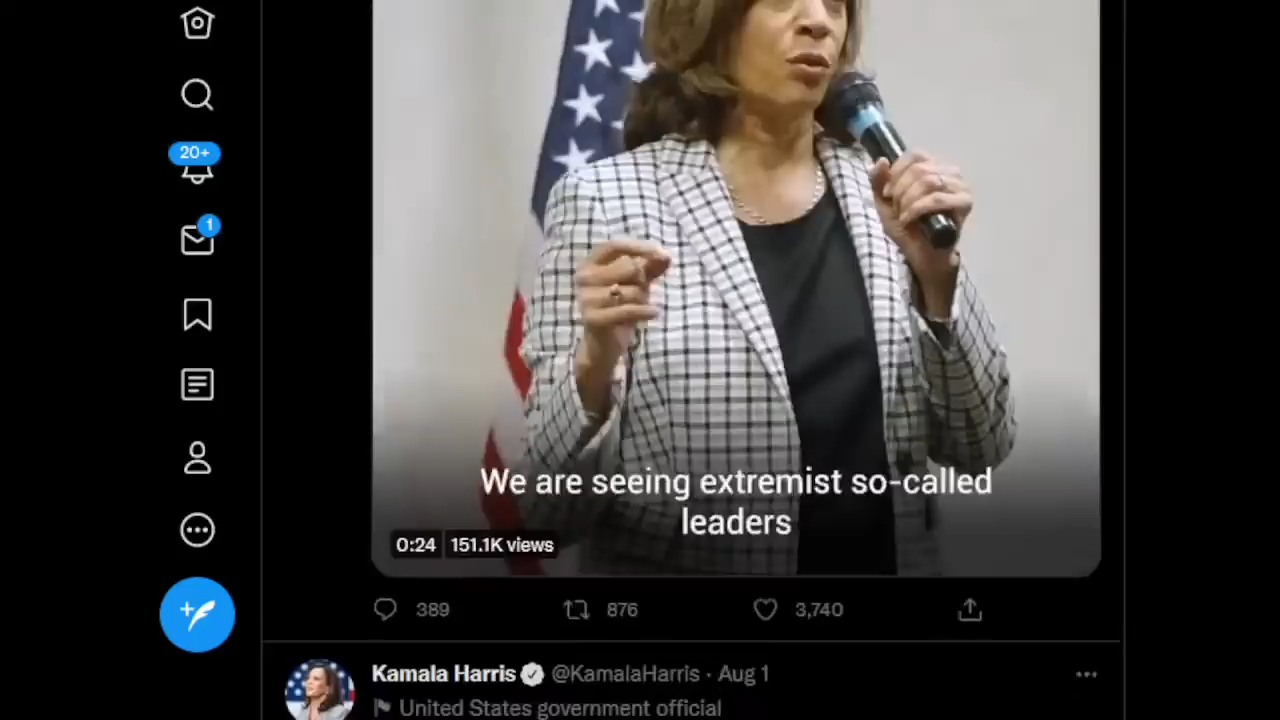 20+
1
We are seeing extremist so-called
leaders
0:24 151.1K views
389 876 3,740
Kamala Harris @KamalaHarris · Aug 1
United States government official